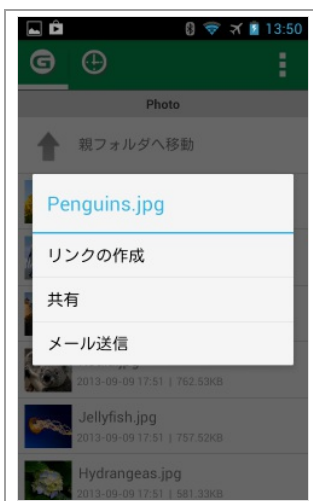 13:50
Photo
親フォルダへ移動
Penguins.jpg
リンクの作成
共有
メール送信
2013-09-09 17:51 | 762.53KB
Jellyfish.jpg
2013-09-09 17:51 | 757.52KB
Hydrangeas.jpg
2013-09-09 17:51 | 581.33KB